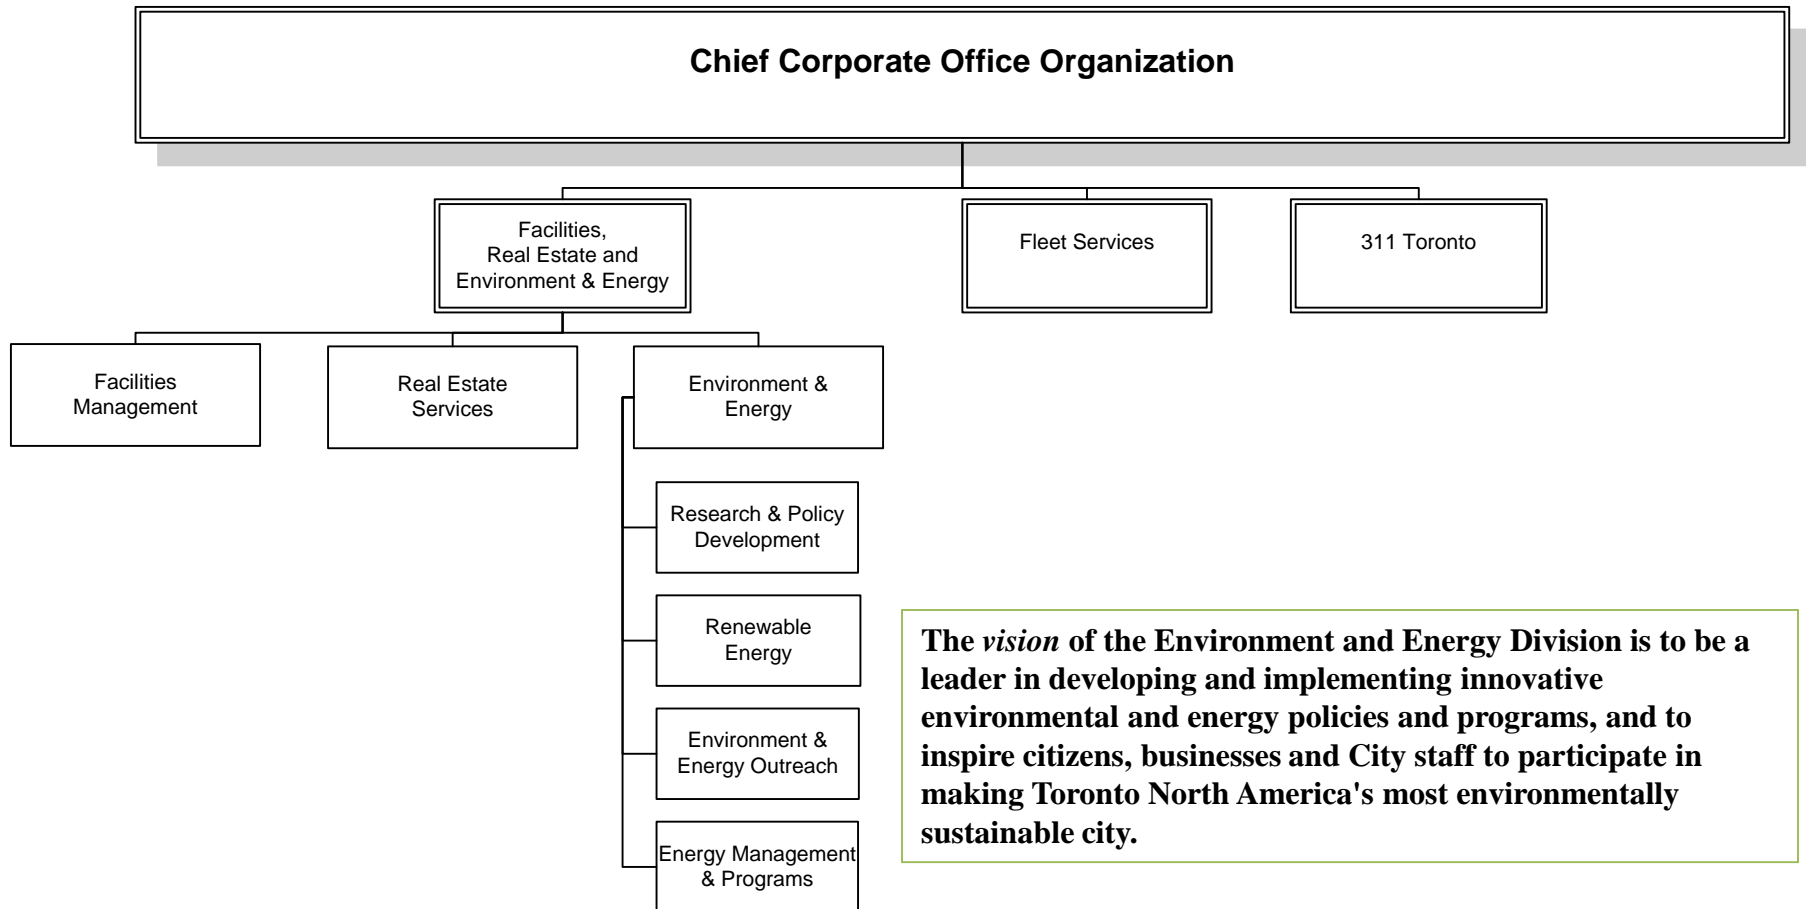 Chief Corporate Office Organization
Facilities,
Real Estate and
Environment & Energy
Fleet Services
311 Toronto
Facilities
Management
Real Estate
Services
Environment &
Energy
Research & Policy
Development
Renewable
Energy
Environment &
Energy Outreach
Energy Management
& Programs
The vision of the Environment and Energy Division is to be a
leader in developing and implementing innovative
environmental and energy policies and programs, and to
inspire citizens, businesses and City staff to participate in
making Toronto North America's most environmentally
sustainable city.